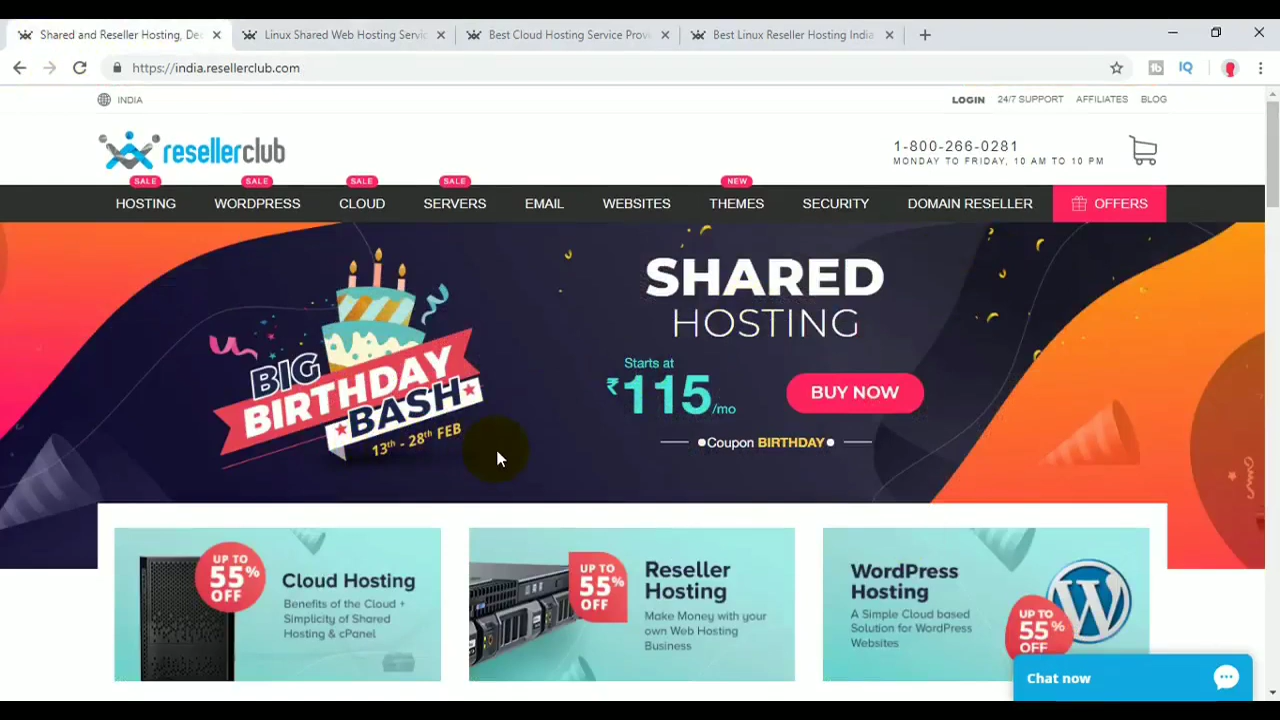 Shared and Reseller Hosting, De
Linux Shared Web Hosting Servic
Best Cloud Hosting Service Prov
Best Linux Reseller Hosting India
https://india.resellerclub.com
INDIA
LOGIN
24/7 SUPPORT
AFFILIATES
BLOG
resellerclub
1-800-266-0281
MONDAY TO FRIDAY, 10 AM TO 10 PM
SALE
SALE
SALE
SALE
NEW
HOSTING
WORDPRESS
CLOUD
SERVERS
EMAIL
WEBSITES
THEMES
SECURITY
DOMAIN RESELLER
OFFERS
BIG
BIRTHDAY
BASH
13th - 28th FEB
SHARED
HOSTING
Starts at
₹115/mo
BUY NOW
Coupon BIRTHDAY
UP TO
55%
OFF
Cloud Hosting
Benefits of the Cloud +
Simplicity of Shared
Hosting & cPanel
UP TO
55%
OFF
Reseller
Hosting
Make Money with your
own Web Hosting
Business
WordPress
Hosting
A Simple Cloud based
Solution for WordPress
Websites
UP TO
55%
OFF
Chat now